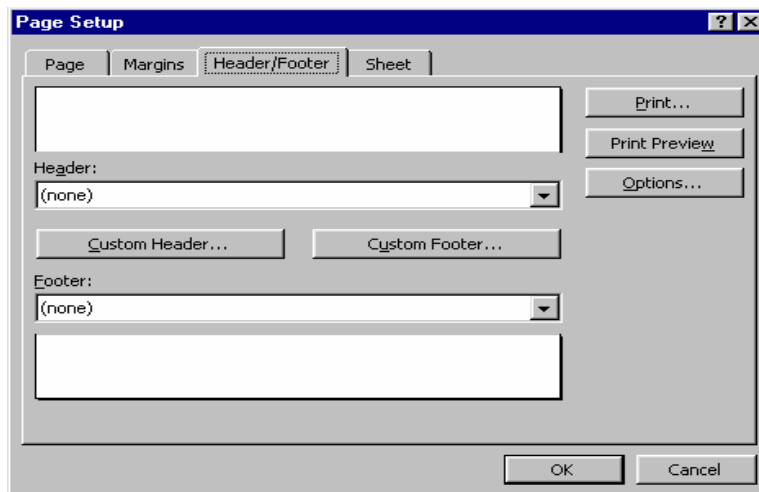 Page Setup
Page Margins Header/Footer Sheet
Print...
Print Preview
Header:
(none)
Options...
Custom Header... Custom Footer...
Footer:
(none)
OK Cancel